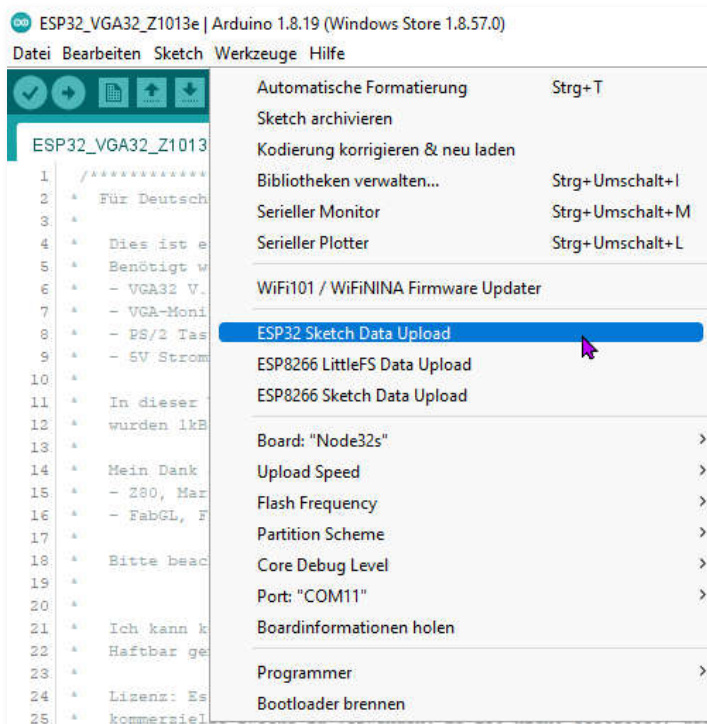 ESP32_VGA32_Z1013e | Arduino 1.8.19 (Windows Store 1.8.57.0)
Datei Bearbeiten Sketch Werkzeuge Hilfe
ESP32_VGA32_Z1013
Automatische Formatierung Strg+T
Sketch archivieren
Kodierung korrigieren & neu laden
Bibliotheken verwalten... Strg+Umschalt+I
Serieller Monitor Strg+Umschalt+M
Serieller Plotter Strg+Umschalt+L
WiFi101 / WiFiNINA Firmware Updater
ESP32 Sketch Data Upload
ESP8266 LittleFS Data Upload
ESP8266 Sketch Data Upload
Board: "Node32s" >
Upload Speed >
Flash Frequency >
Partition Scheme >
Core Debug Level >
Port: "COM11" >
Boardinformationen holen
Programmer >
Bootloader brennen
1 /************
2 * Für Deutsch
3 *
4 * Dies ist e
5 * Benötigt w
6 * - VGA32 V.
7 * - VGA-Moni
8 * - PS/2 Tas
9 * - 5V Strom
10 *
11 * In dieser
12 * wurden 1kB
13 *
14 * Mein Dank
15 * - Z80, Mar
16 * - FabGL, F
17 *
18 * Bitte beac
19 *
20 *
21 * Ich kann k
22 * Haftbar ge
23 *
24 * Lizenz: Es
25 * kommerziel